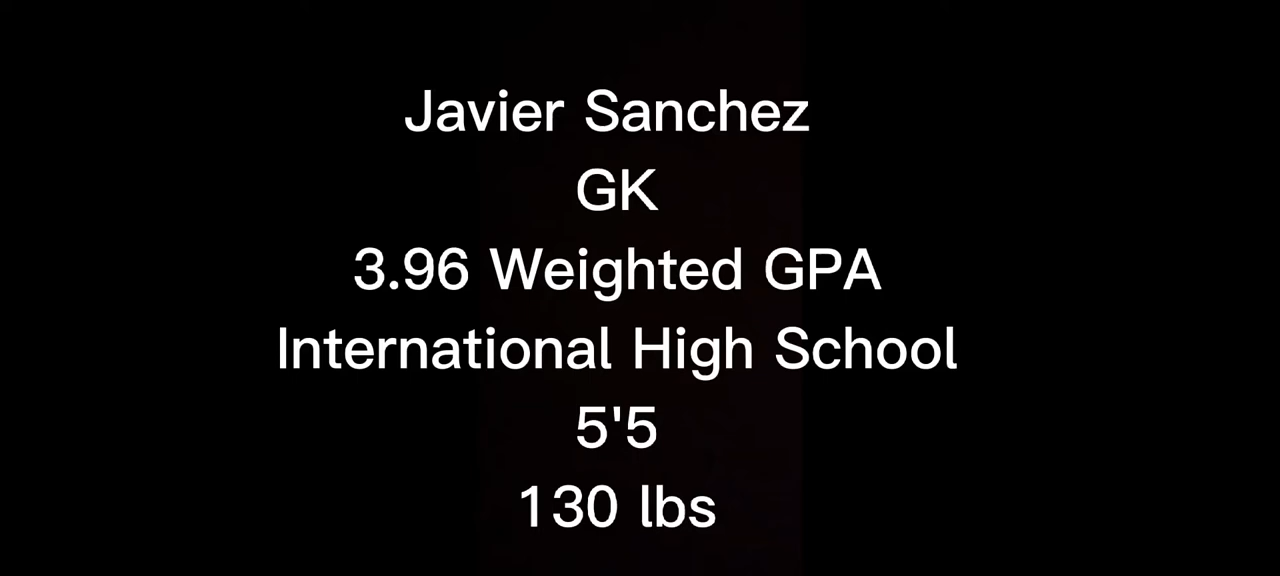 Javier Sanchez
GK
3.96 Weighted GPA
International High School
5'5
130 lbs